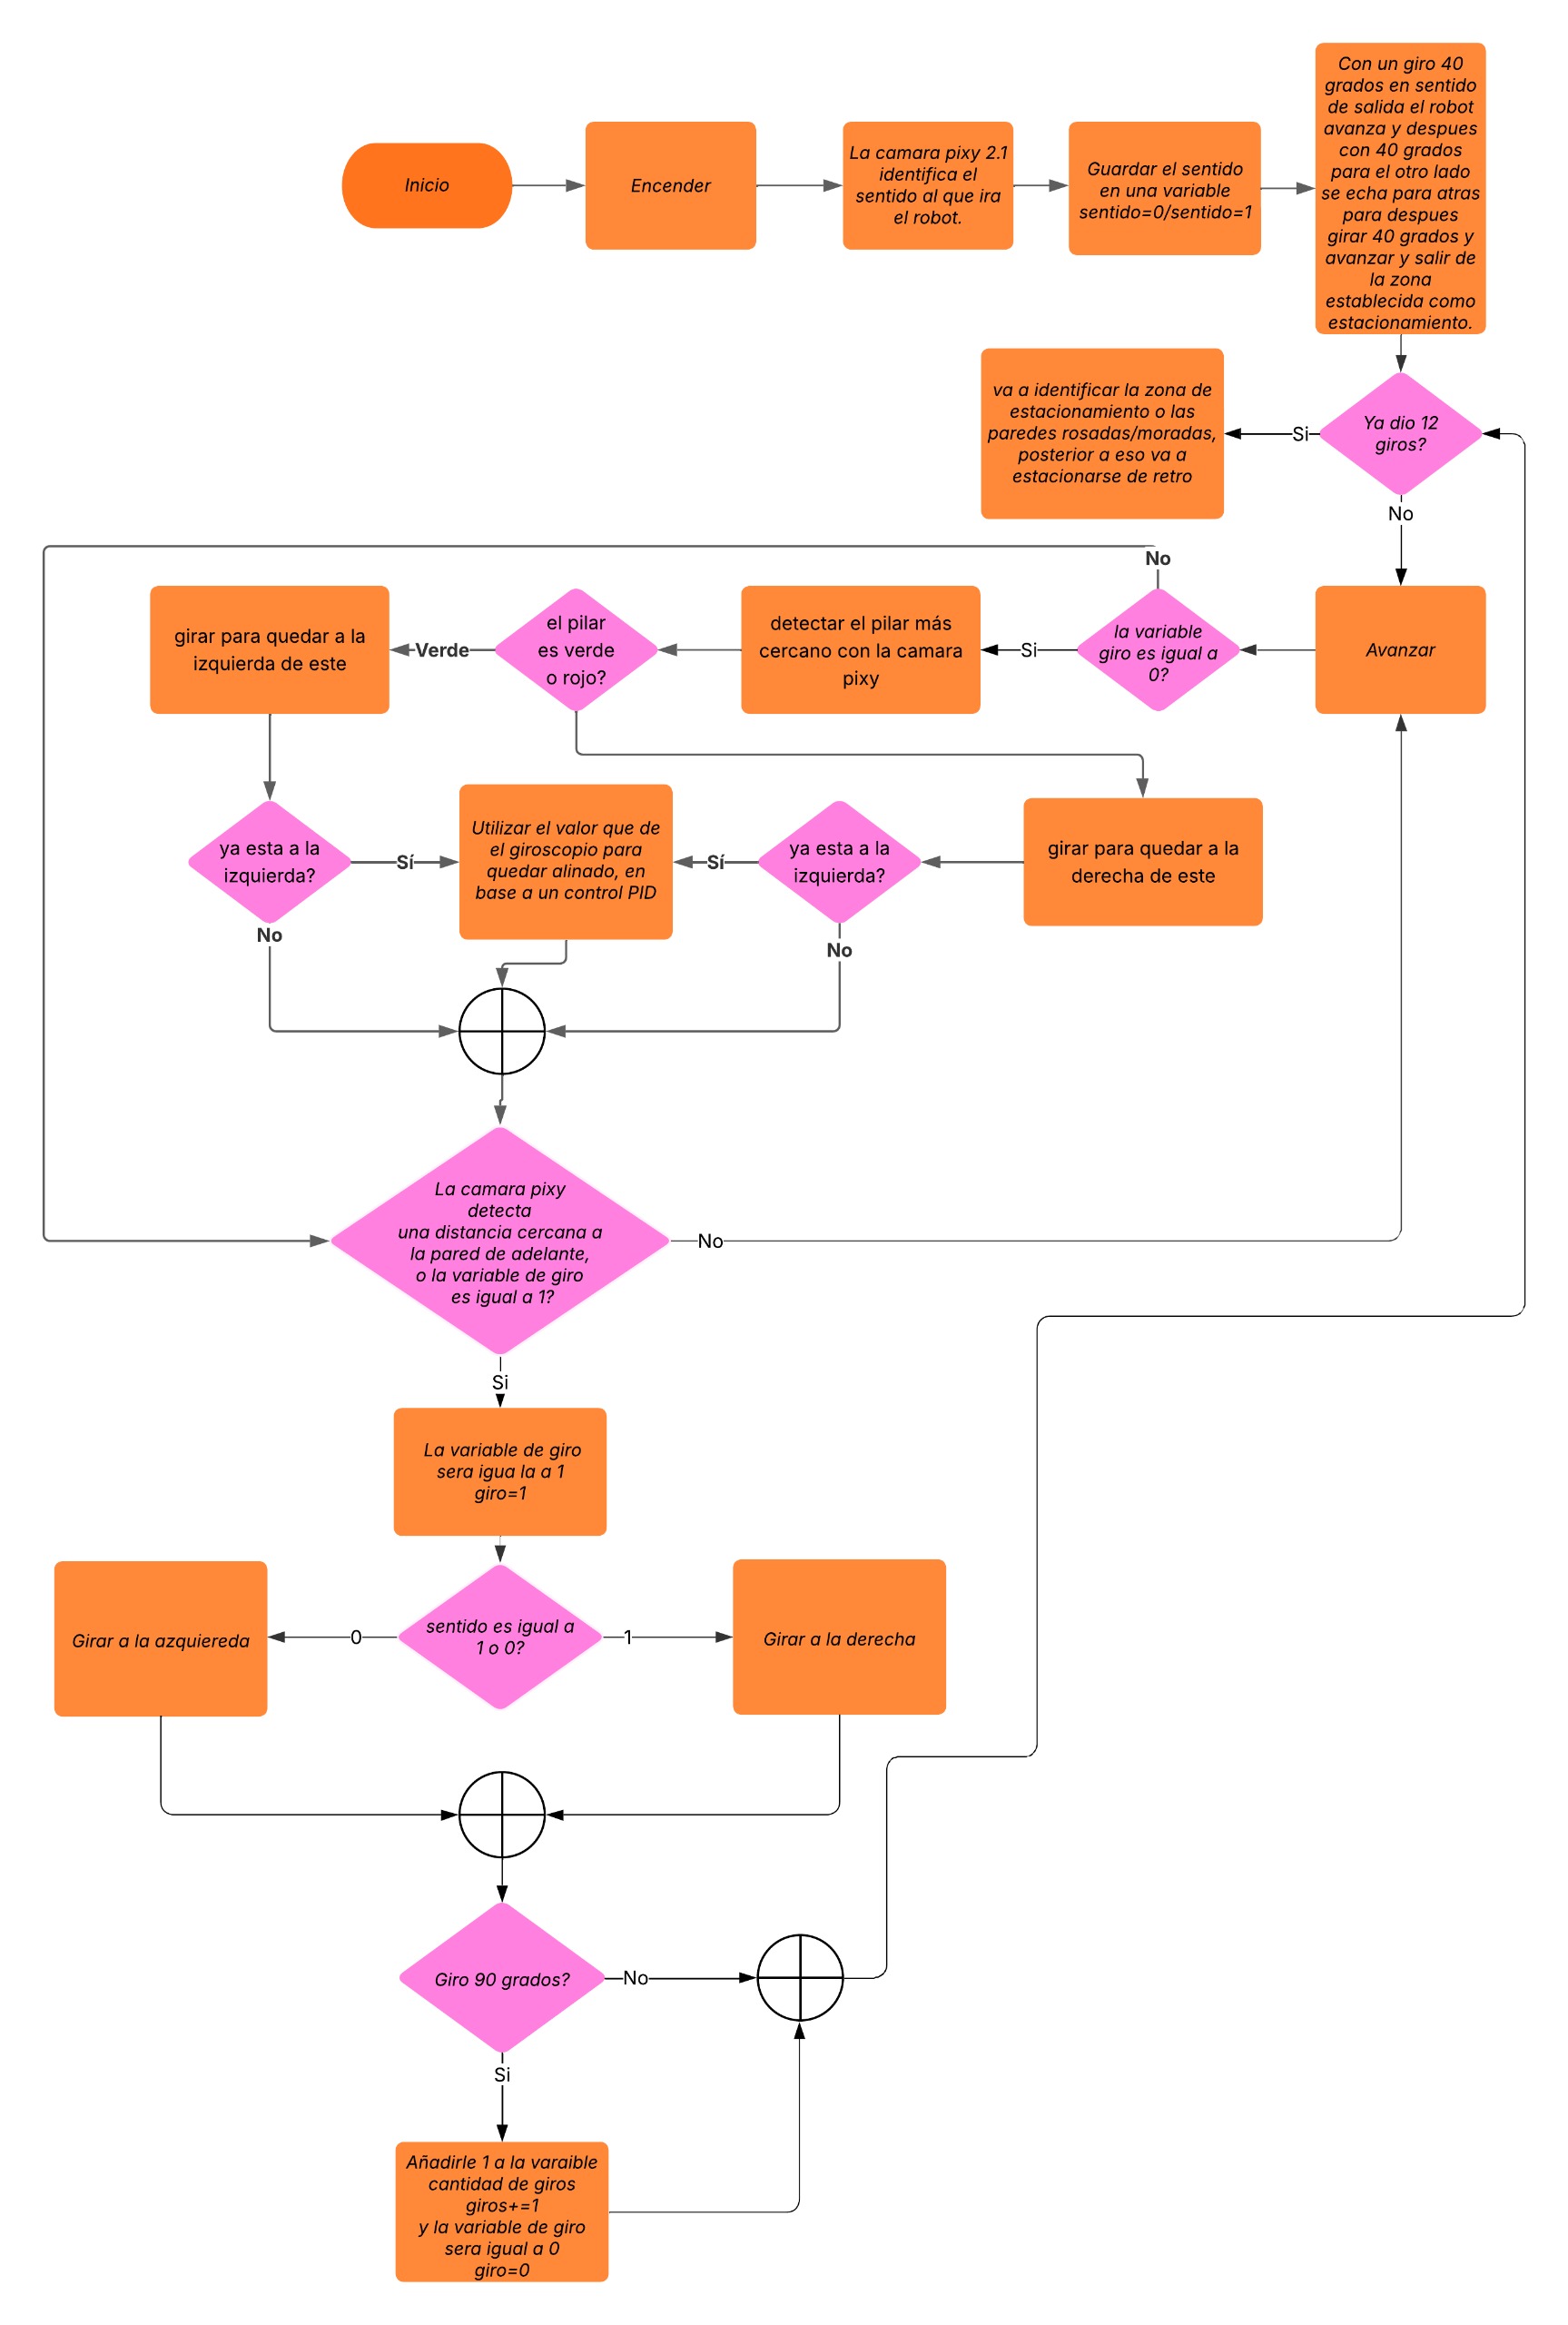 Inicio
Encender
La camara pixy 2.1
identifica el
sentido al que ira
el robot.
Guardar el sentido
en una variable
sentido=0/sentido=1
Con un giro 40
grados en sentido
de salida el robot
avanza y despues
con 40 grados
para el otro lado
se echa para atras
para despues
girar 40 grados y
avanzar y salir de
la zona
establecida como
estacionamiento.
Ya dio 12
giros?
Si
va a identificar la zona de
estacionamiento o las
paredes rosadas/moradas,
posterior a eso va a
estacionarse de retro
No
Avanzar
la variable
giro es igual a
0?
No
Si
detectar el pilar más
cercano con la camara
pixy
el pilar
es verde
o rojo?
Verde
girar para quedar a la
izquierda de este
ya esta a la
izquierda?
Sí
No
Utilizar el valor que de
el giroscopio para
quedar alinado, en
base a un control PID
Sí
ya esta a la
izquierda?
No
girar para quedar a la
derecha de este
La camara pixy
detecta
una distancia cercana a
la pared de adelante,
o la variable de giro
es igual a 1?
No
Si
La variable de giro
sera igua la a 1
giro=1
sentido es igual a
1 o 0?
0
Girar a la azquiereda
1
Girar a la derecha
Giro 90 grados?
No
Si
Añadirle 1 a la varaible
cantidad de giros
giros+=1
y la variable de giro
sera igual a 0
giro=0